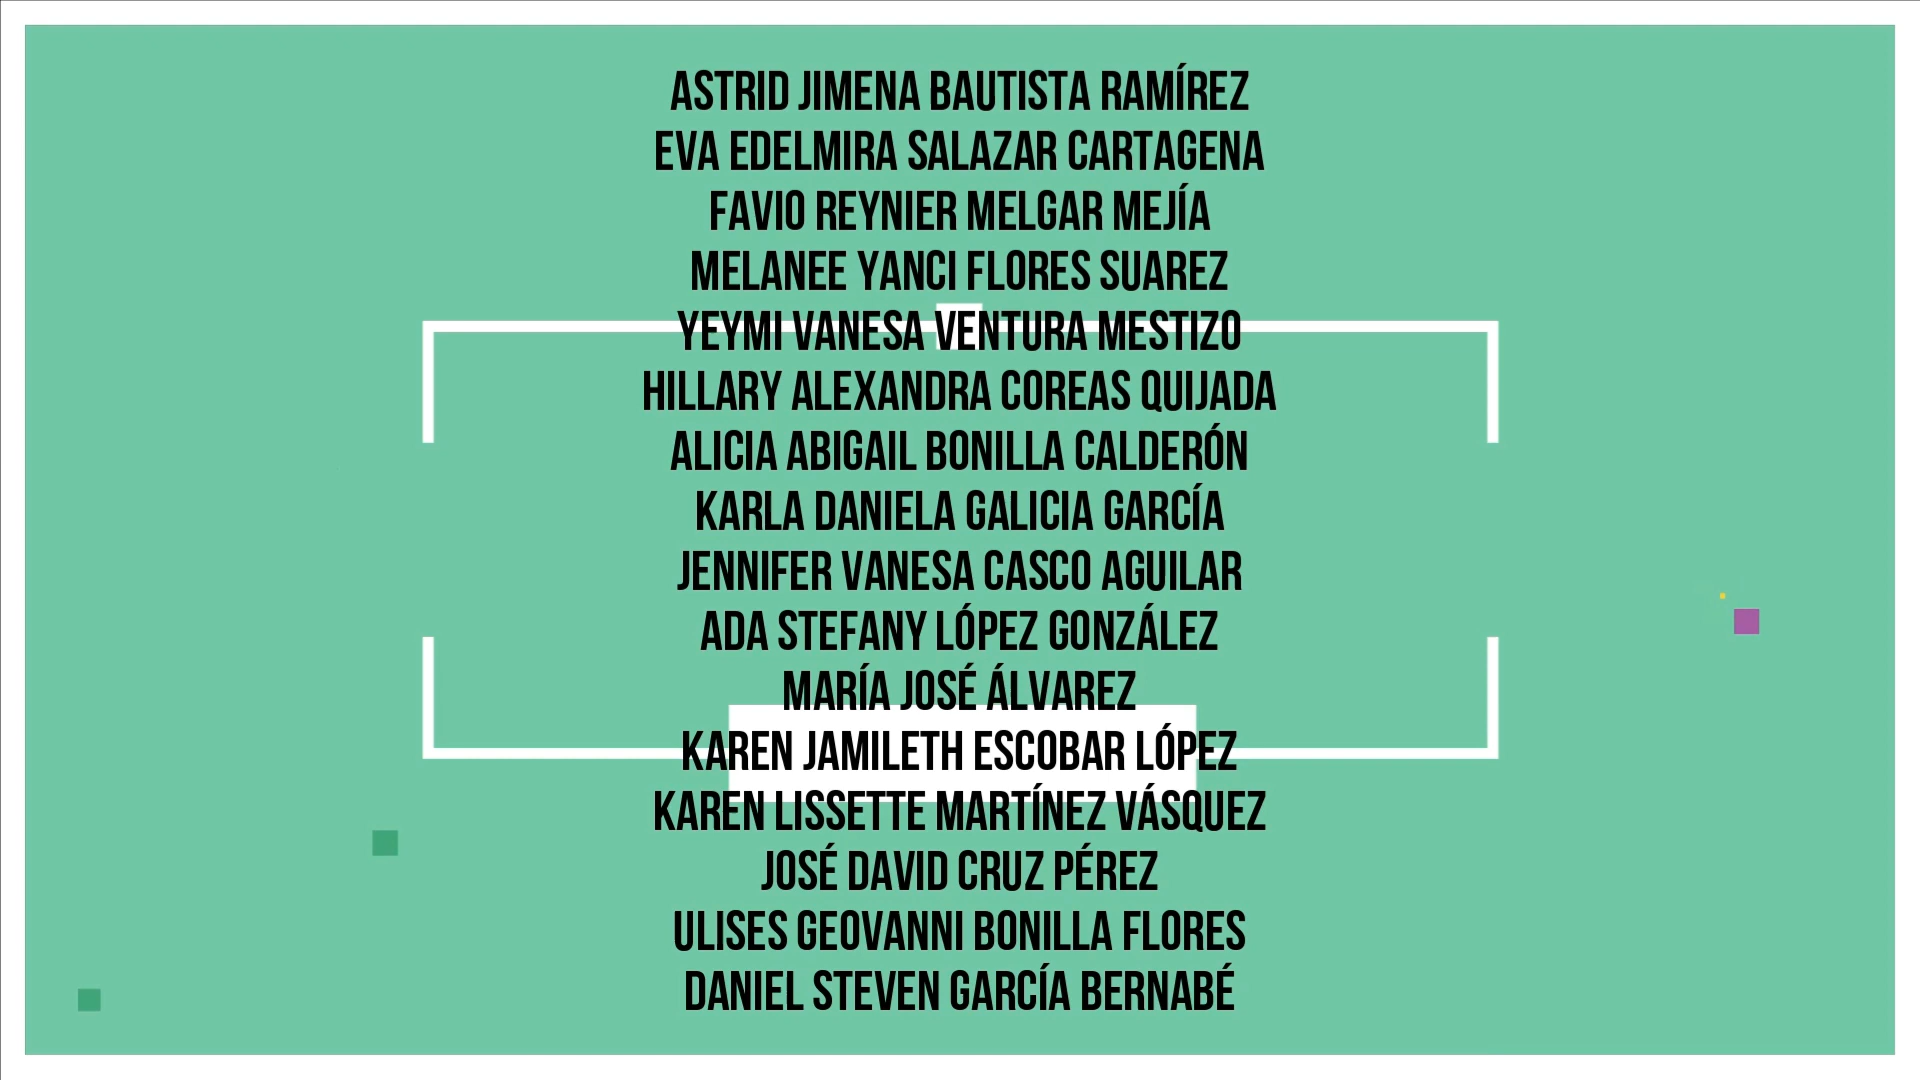 ASTRID JIMENA BAUTISTA RAMÍREZ
EVA EDELMIRA SALAZAR CARTAGENA
FAVIO REYNIER MELGAR MEJÍA
MELANEE YANCI FLORES SUAREZ
YEYMI VANESA VENTURA MESTIZO
HILLARY ALEXANDRA COREAS QUIJADA
ALICIA ABIGAIL BONILLA CALDERÓN
KARLA DANIELA GALICIA GARCÍA
JENNIFER VANESA CASCO AGUILAR
ADA STEFANY LÓPEZ GONZÁLEZ
MARÍA JOSÉ ÁLVAREZ
KAREN JAMILETH ESCOBAR LÓPEZ
KAREN LISSETTE MARTÍNEZ VÁSQUEZ
JOSÉ DAVID CRUZ PÉREZ
ULISES GEOVANNI BONILLA FLORES
DANIEL STEVEN GARCÍA BERNABÉ